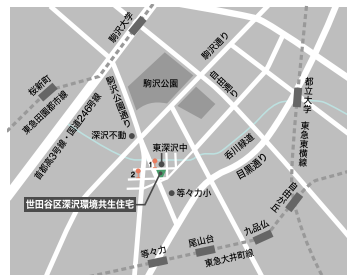 駒沢大学
駒沢通り
桜新町
東急田園都市線
首都高3号線・国道246号線
駒沢公園通り
駒沢公園
自由通り
都立大学
東急東横線
深沢不動
東深沢中
呑川緑道
目黒通り
1
2
等々力小
世田谷区深沢環境共生住宅
自由が丘
九品仏
尾山台
等々力
東急大井町線